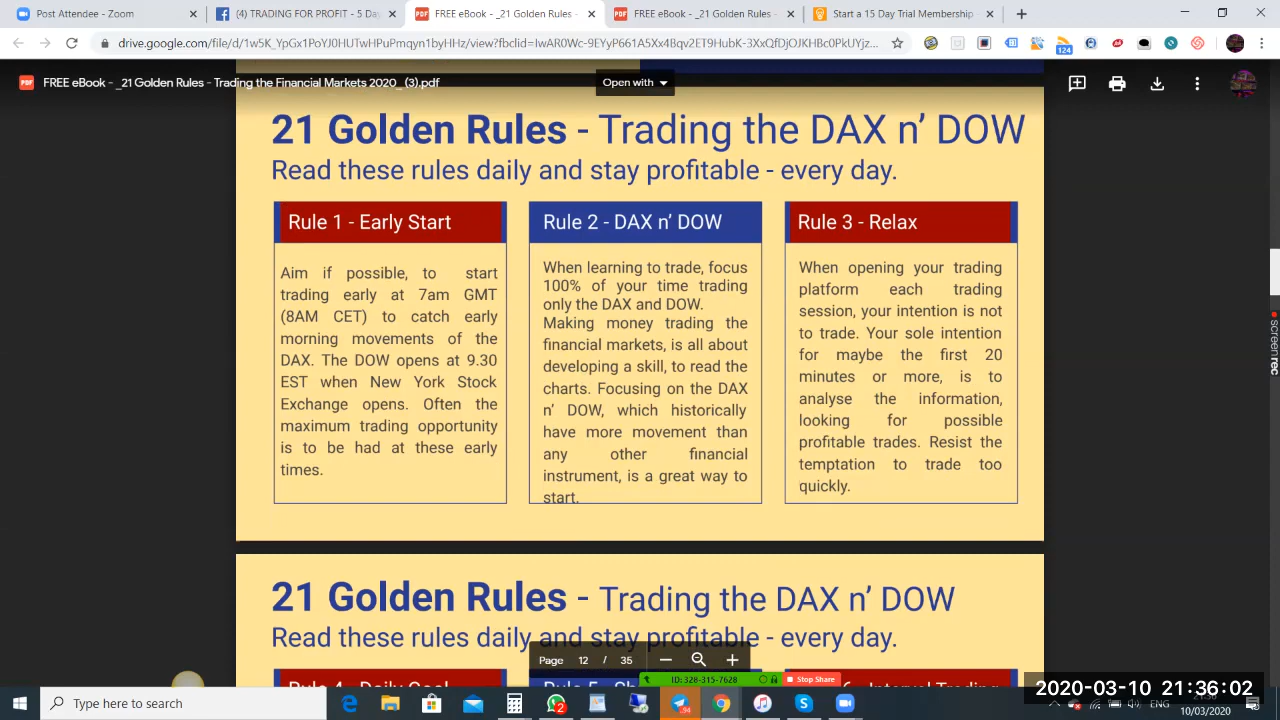 Post Attendee - Zoom
(4) TRADING FOR PROFIT - 5 Day
FREE eBook - _21 Golden Rules -
FREE eBook - _21 Golden Rules -
Start a 15 Day Trial Membership
FREE eBook - _21 Golden Rules - Trading the Financial Markets 2020_ (3).pdf
Open with
124
21 Golden Rules - Trading the DAX n’ DOW
Read these rules daily and stay profitable - every day.
Rule 1 - Early Start
Aim if possible, to start
trading early at 7am GMT
(8AM CET) to catch early
morning movements of the
DAX. The DOW opens at 9.30
EST when New York Stock
Exchange opens. Often the
maximum trading opportunity
is to be had at these early
times.
Rule 2 - DAX n’ DOW
When learning to trade, focus
100% of your time trading
only the DAX and DOW.
Making money trading the
financial markets, is all about
developing a skill, to read the
charts. Focusing on the DAX
n’ DOW, which historically
have more movement than
any other financial
instrument, is a great way to
start.
Rule 3 - Relax
When opening your trading
platform each trading
session, your intention is not
to trade. Your sole intention
for maybe the first 20
minutes or more, is to
analyse the information,
looking for possible
profitable trades. Resist the
temptation to trade too
quickly.
21 Golden Rules - Trading the DAX n’ DOW
Read these rules daily and stay profitable - every day.
Page 12 / 35
ID: 328-315-7628
Stop Share
screenrec
Type here to search
ENG
2020-03-10 21:36:02
10/03/2020